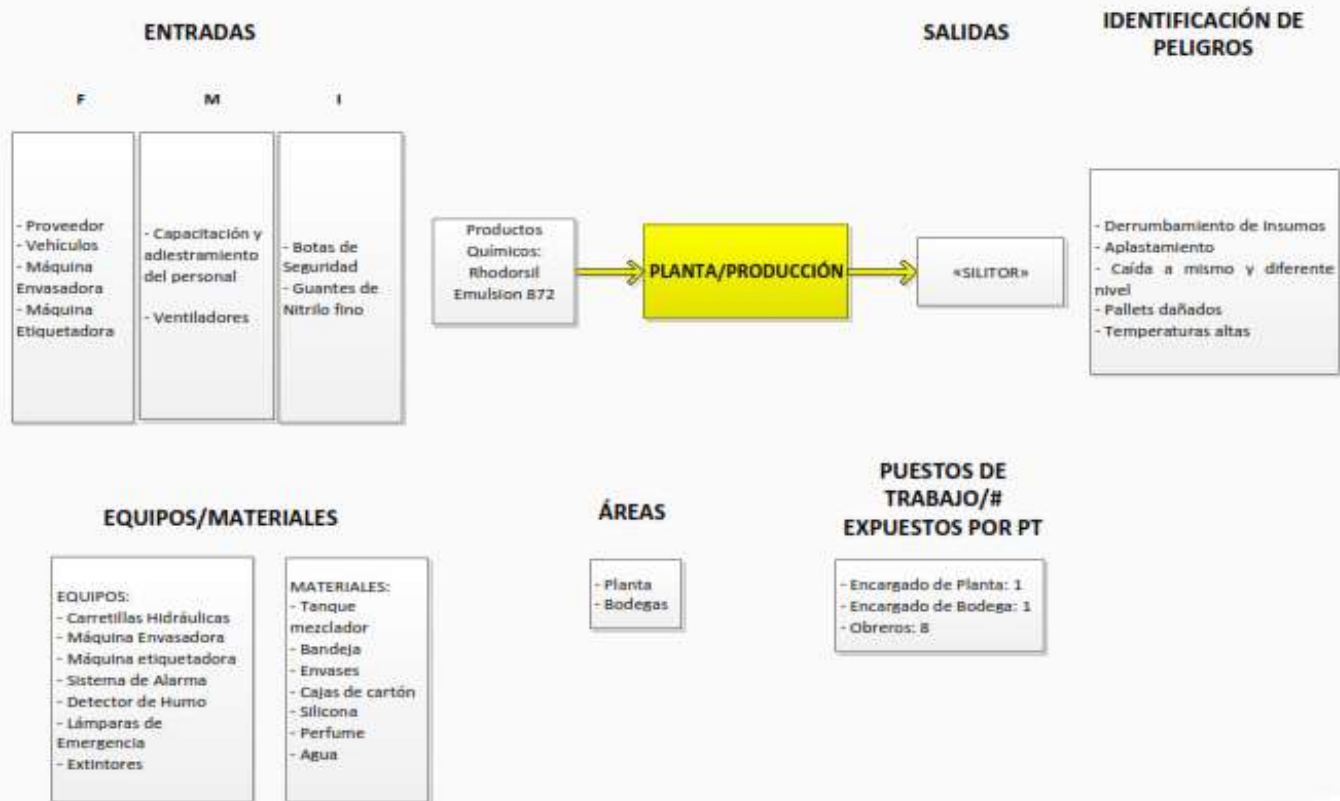 ENTRADAS
F
M
I
- Proveedor
- Vehículos
- Máquina
Envasadora
- Máquina
Etiquetadora
- Capacitación y
adiestramiento
del personal
- Ventiladores
- Botas de
Seguridad
- Guantes de
Nitrilo fino
Productos
Químicos:
Rhodorsil
Emulsion 872
PLANTA/PRODUCCIÓN
SALIDAS
«SILITOR»
IDENTIFICACIÓN DE
PELIGROS
- Derrumbamiento de Insumos
- Aplastamiento
- Caída a mismo y diferente
nivel
- Pallets dañados
- Temperaturas altas
EQUIPOS/MATERIALES
EQUIPOS:
- Carretillas Hidráulicas
- Máquina Envasadora
- Máquina etiquetadora
- Sistema de Alarma
- Detector de Humo
- Lámparas de
Emergencia
- Extintores
MATERIALES:
- Tanque
mezclador
- Bandeja
- Envases
- Cajas de cartón
- Silicona
- Perfume
- Agua
ÁREAS
- Planta
- Bodegas
PUESTOS DE
TRABAJO/#
EXPUESTOS POR PT
- Encargado de Planta: 1
- Encargado de Bodega: 1
- Obreros: 8